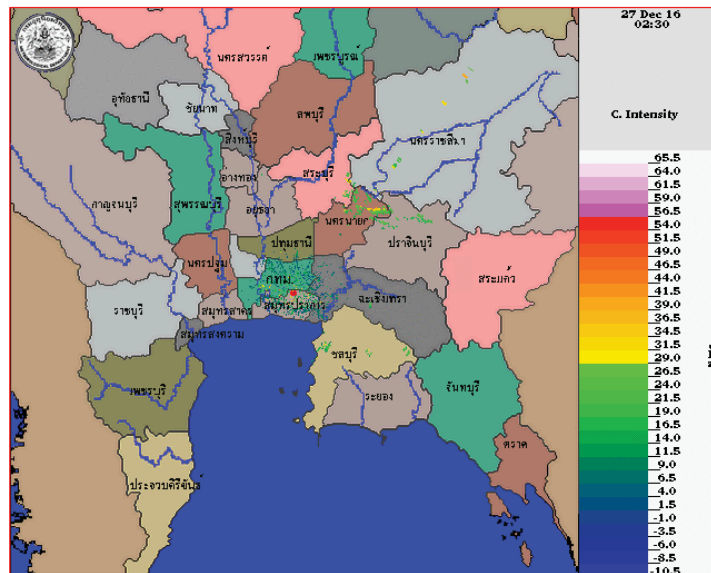 27 Dec 16
02:30
C. Intensity
65.5
64.0
61.5
59.0
56.5
54.0
51.5
49.0
46.5
44.0
41.5
39.0
36.5
34.5
31.5
29.0
26.5
24.0
21.5
19.0
16.5
14.0
11.5
9.0
6.5
4.0
1.5
-1.0
-3.5
-6.0
-8.5
-10.5
นครสวรรค์
เพชรบูรณ์
อุทัยธานี
ชัยนาท
ลพบุรี
สิงห์บุรี
นครราชสีมา
อ่างทอง
สระบุรี
กาญจนบุรี
สุพรรณบุรี
อยุธยา
นครนายก
ปราจีนบุรี
ปทุมธานี
นครปฐม
สระแก้ว
กทม.
ฉะเชิงเทรา
ราชบุรี
สมุทรสาคร
สมุทรปราการ
สมุทรสงคราม
ชลบุรี
เพชรบุรี
ระยอง
จันทบุรี
ตราด
ประจวบคีรีขันธ์